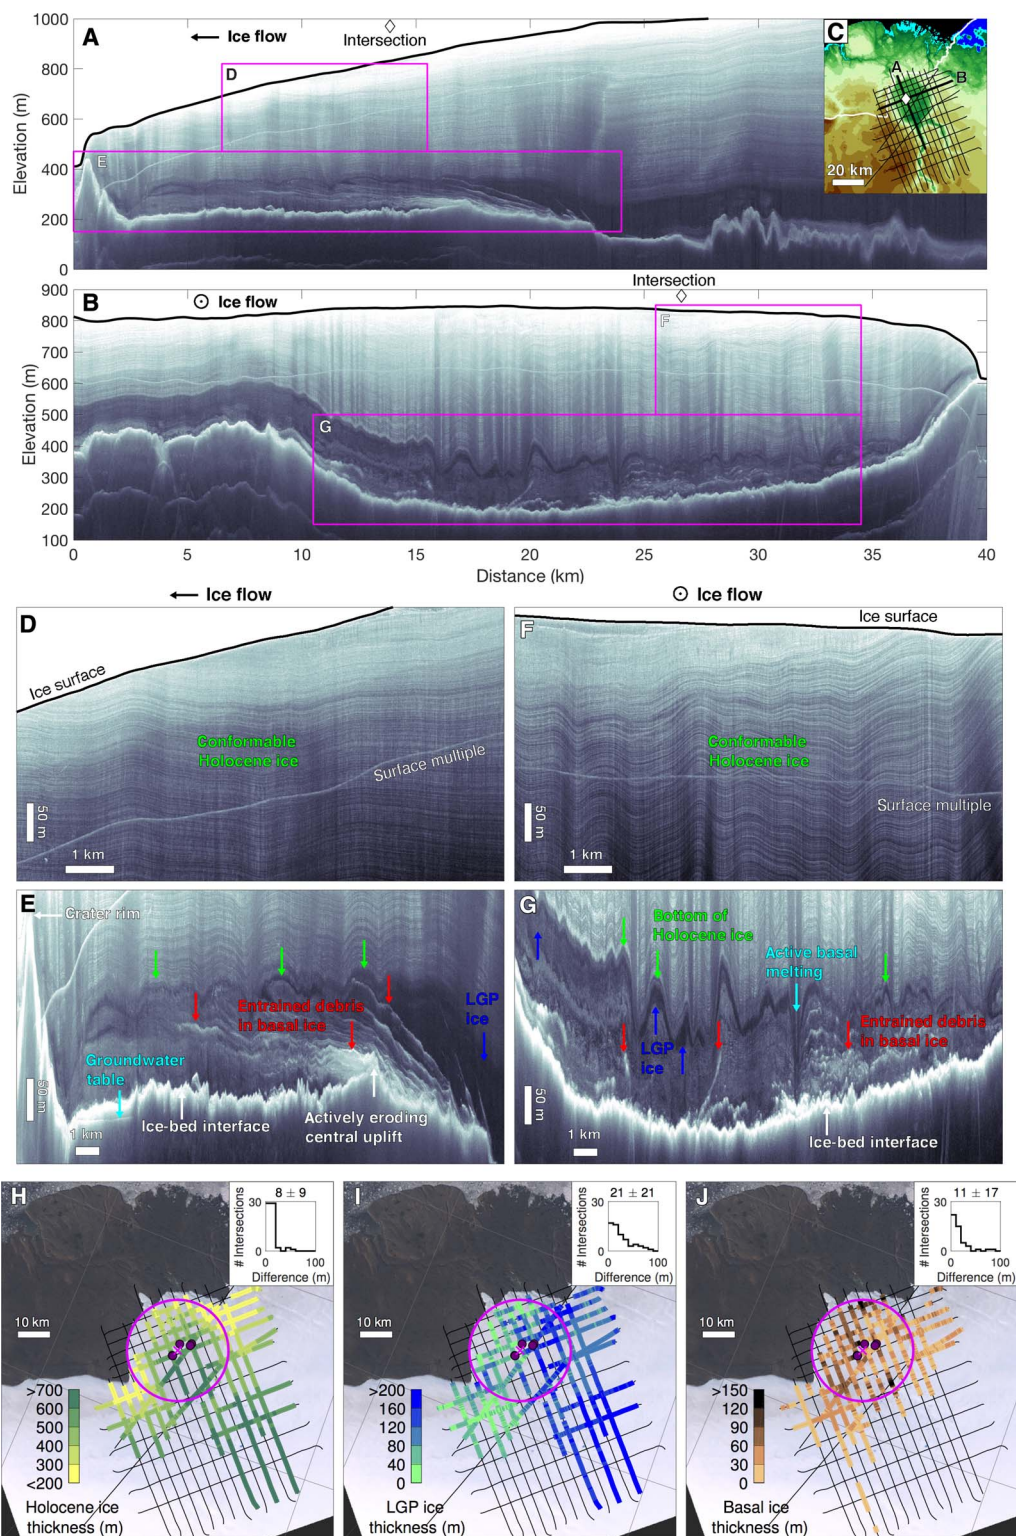 A
Ice flow
Intersection
D
E
1000
800
600
400
200
0
Elevation (m)
C
A
B
20 km
Intersection
B
Ice flow
F
G
900
800
700
600
500
400
300
200
100
Elevation (m)
0 5 10 15 20 25 30 35 40
Distance (km)
Ice flow
Ice flow
D
Ice surface
Conformable
Holocene ice
Surface multiple
50 m
1 km
F
Ice surface
Conformable
Holocene ice
Surface multiple
50 m
1 km
E
Crater rim
Entrained debris
in basal ice
LGP
ice
Groundwater
table
50 m
1 km
Ice-bed interface
Actively eroding
central uplift
G
Bottom of
Holocene ice
Active basal
melting
LGP
ice
Entrained debris
in basal ice
50 m
1 km
Ice-bed interface
H
8 ± 9
30
0
# Intersections
0 100
Difference (m)
10 km
>700
600
500
400
300
<200
Holocene ice
thickness (m)
I
21 ± 21
30
0
# Intersections
0 100
Difference (m)
10 km
>200
160
120
80
40
0
LGP ice
thickness (m)
J
11 ± 17
30
0
# Intersections
0 100
Difference (m)
10 km
>150
120
90
60
30
0
Basal ice
thickness (m)